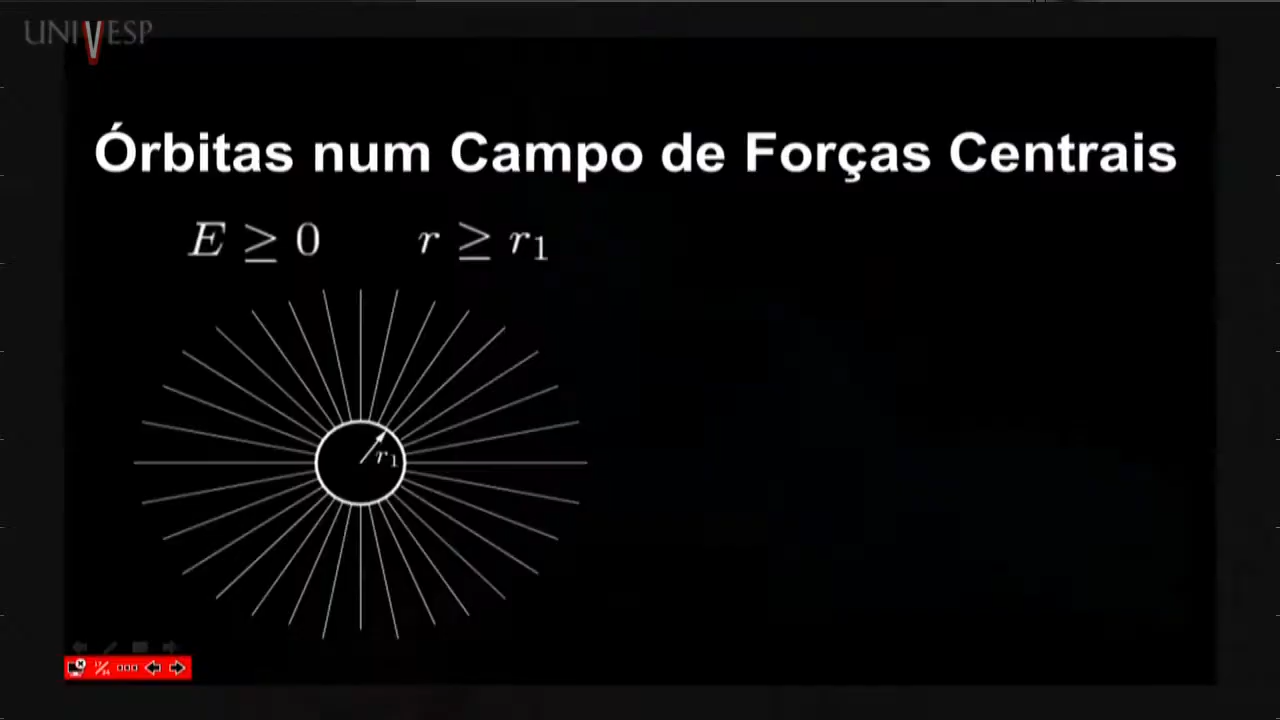 UNIVESP
Órbitas num Campo de Forças Centrais
E ≥ 0 r ≥ r₁
r₁